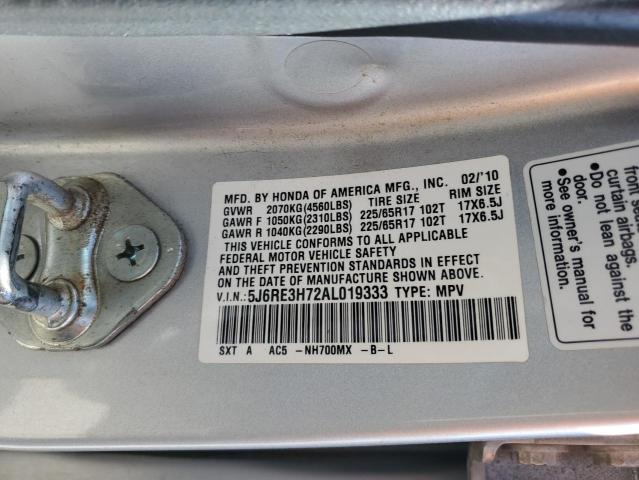 MFD. BY HONDA OF AMERICA MFG., INC. 02/'10
GVWR 2070KG(4560LBS) TIRE SIZE RIM SIZE
GAWR F 1050KG(2310LBS) 225/65R17 102T 17X6.5J
GAWR R 1040KG(2290LBS) 225/65R17 102T 17X6.5J
THIS VEHICLE CONFORMS TO ALL APPLICABLE
FEDERAL MOTOR VEHICLE SAFETY
AND THEFT PREVENTION STANDARDS IN EFFECT
ON THE DATE OF MANUFACTURE SHOWN ABOVE.
V.I.N.: 5J6RE3H72AL019333 TYPE: MPV
SXT A AC5 -NH700MX -B-L
front
curtain airbags.
•Do not lean against the
door.
•See owner's manual for
more information.